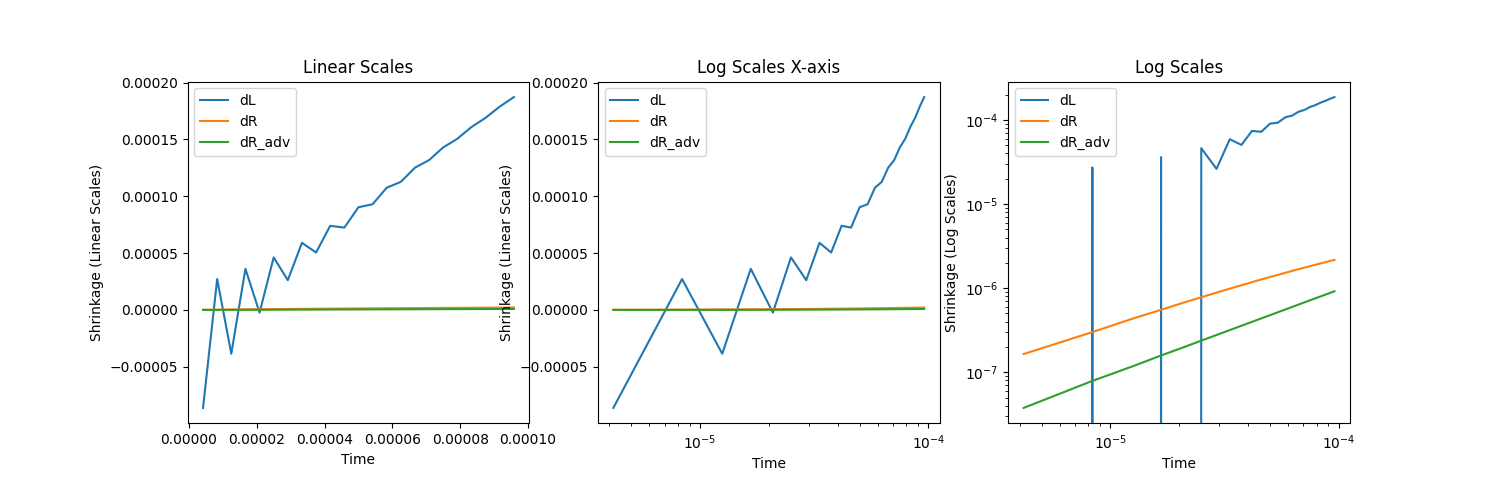 Linear Scales
Shrinkage (Linear Scales)
0.00020
0.00015
0.00010
0.00005
0.00000
−0.00005
dL
dR
dR_adv
0.00000 0.00002 0.00004 0.00006 0.00008 0.00010
Time
Log Scales X-axis
Shrinkage (Linear Scales)
0.00020
0.00015
0.00010
0.00005
0.00000
−0.00005
dL
dR
dR_adv
10⁻⁵ 10⁻⁴
Time
Log Scales
Shrinkage (Log Scales)
10⁻⁴
10⁻⁵
10⁻⁶
10⁻⁷
dL
dR
dR_adv
10⁻⁵ 10⁻⁴
Time